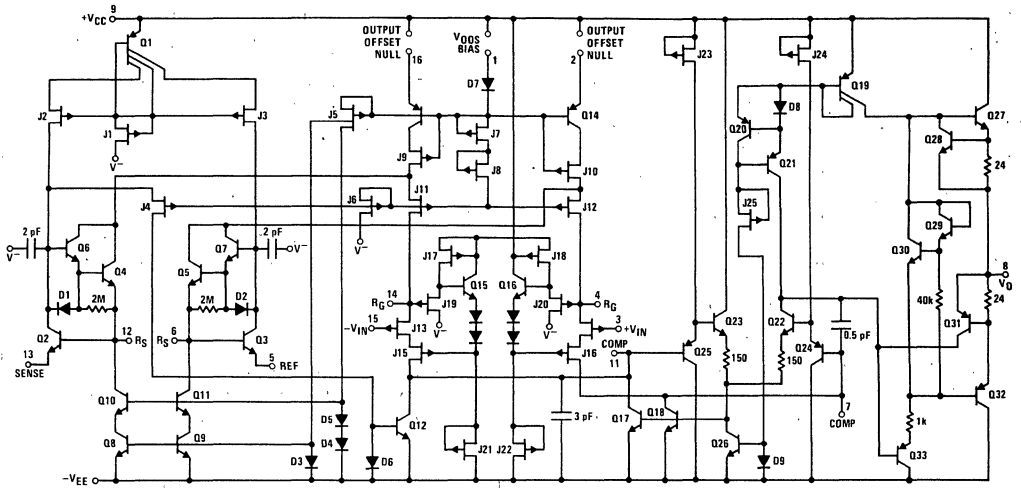 9
+VCC
Q1
J2
J1
V−
J3
J4
2 pF
V−
Q6
Q4
D1
2M
Q2
13
SENSE
12
RS
6
RS
Q7
2 pF
V−
Q5
2M
D2
Q3
5
REF
Q10
Q11
Q8
Q9
−VEE
D3
D5
D4
D6
J5
OUTPUT
OFFSET
NULL
16
VOOS
BIAS
1
D7
OUTPUT
OFFSET
NULL
2
Q14
J9
J7
J8
J10
J6
V−
J11
J12
J17
Q15
J18
Q16
14
RG
J19
V−
J20
V−
4
RG
15
−VIN
J13
3
+VIN
J15
J16
COMP
11
Q12
J21
J22
3 pF
Q17
Q18
J23
J24
Q25
Q23
150
Q22
150
Q24
Q26
D9
Q19
D8
Q20
Q21
J25
0.5 pF
7
COMP
Q27
Q28
24
Q29
Q30
40k
8
VO
24
Q31
Q32
1k
Q33